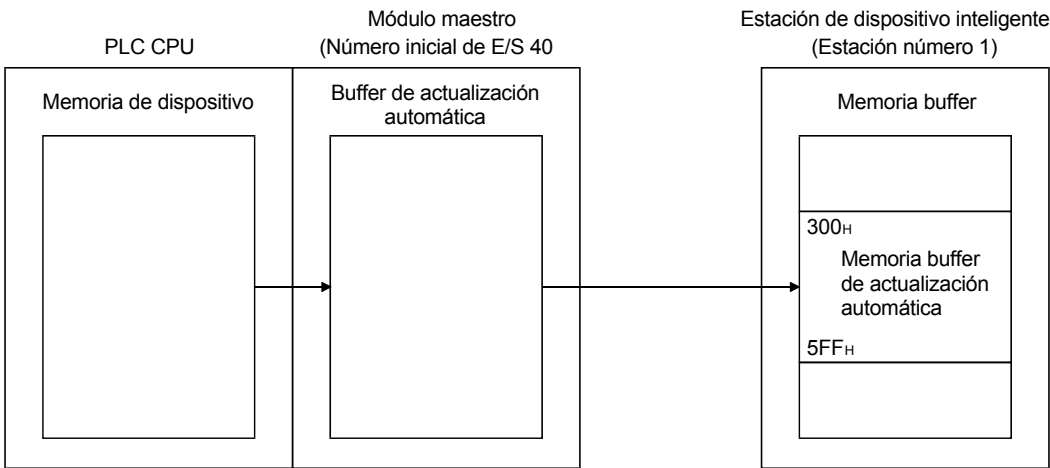 PLC CPU
Módulo maestro
(Número inicial de E/S 40
Estación de dispositivo inteligente
(Estación número 1)
Memoria de dispositivo
Buffer de actualización
automática
Memoria buffer
300H
Memoria buffer
de actualización
automática
5FFH